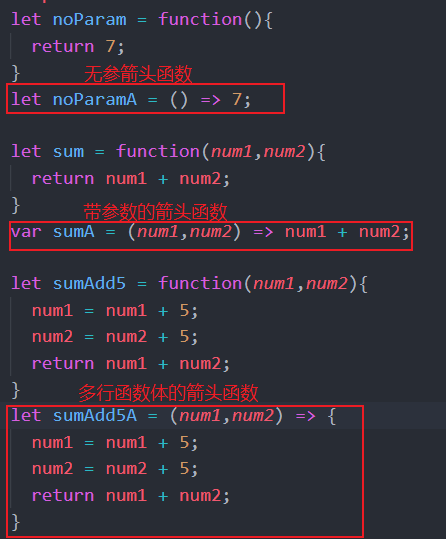 let noParam = function(){
  return 7;
}
无参箭头函数
let noParamA = () => 7;
let sum = function(num1,num2){
  return num1 + num2;
}
带参数的箭头函数
var sumA = (num1,num2) => num1 + num2;
let sumAdd5 = function(num1,num2){
  num1 = num1 + 5;
  num2 = num2 + 5;
  return num1 + num2;
}
多行函数体的箭头函数
let sumAdd5A = (num1,num2) => {
  num1 = num1 + 5;
  num2 = num2 + 5;
  return num1 + num2;
}